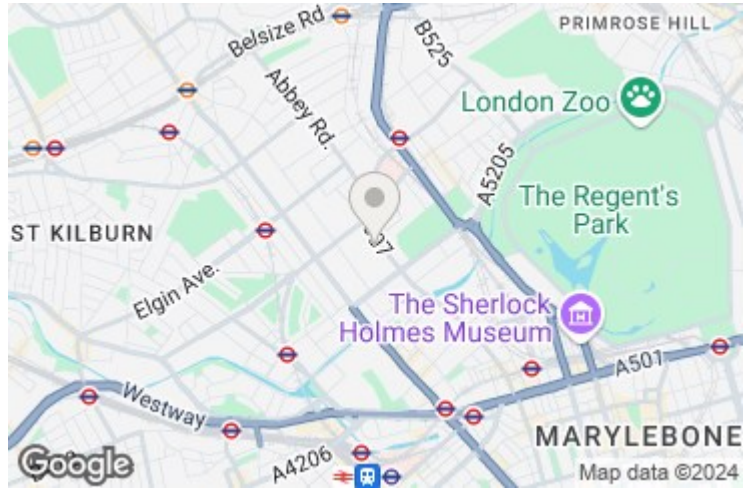 PRIMROSE HILL
Belsize Rd
B525
Abbey Rd.
London Zoo
A5205
The Regent's
Park
ST KILBURN
Elgin Ave.
The Sherlock
Holmes Museum
A501
Westway
MARYLEBONE
A4206
Google
Map data ©2024